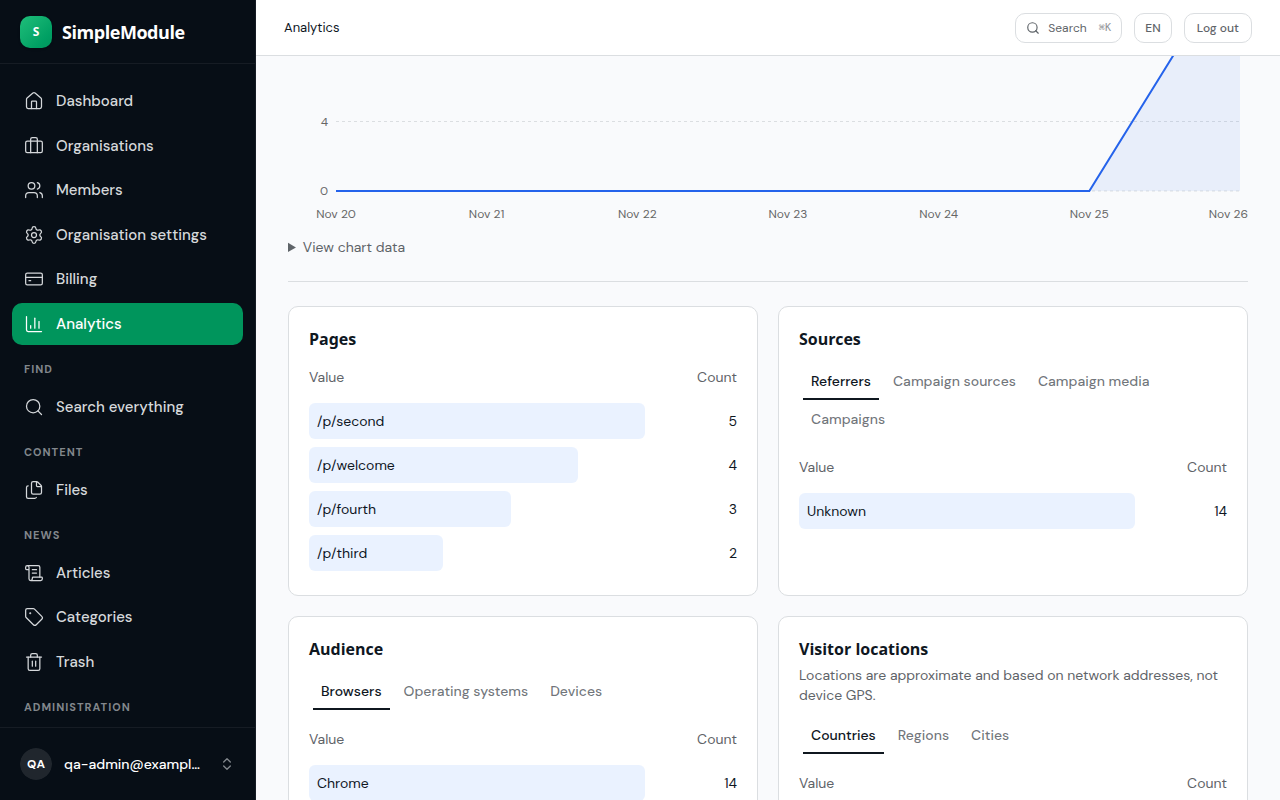 S
SimpleModule
Dashboard
Organisations
Members
Organisation settings
Billing
Analytics
FIND
Search everything
CONTENT
Files
NEWS
Articles
Categories
Trash
ADMINISTRATION
QA
qa-admin@exampl...
Analytics
Search ⌘K
EN
Log out
4
0
Nov 20
Nov 21
Nov 22
Nov 23
Nov 24
Nov 25
Nov 26
View chart data
Pages
Value Count
/p/second 5
/p/welcome 4
/p/fourth 3
/p/third 2
Sources
Referrers Campaign sources Campaign media
Campaigns
Value Count
Unknown 14
Audience
Browsers Operating systems Devices
Value Count
Chrome 14
Visitor locations
Locations are approximate and based on network addresses, not
device GPS.
Countries Regions Cities
Value Count